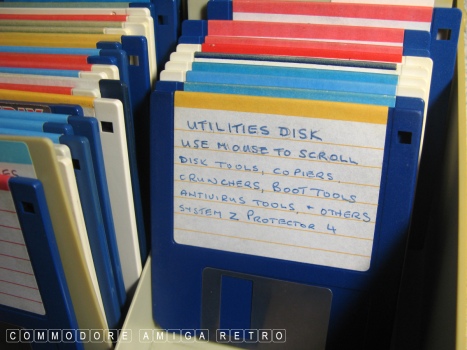 UTILITIES DISK
USE MOUSE TO SCROLL
DISK TOOLS, COPIERS
CRUNCHERS, BOOT TOOLS
ANTIVIRUS TOOLS, + OTHERS
SYSTEM Z PROTECTOR 4
COMMODORE AMIGA RETRO